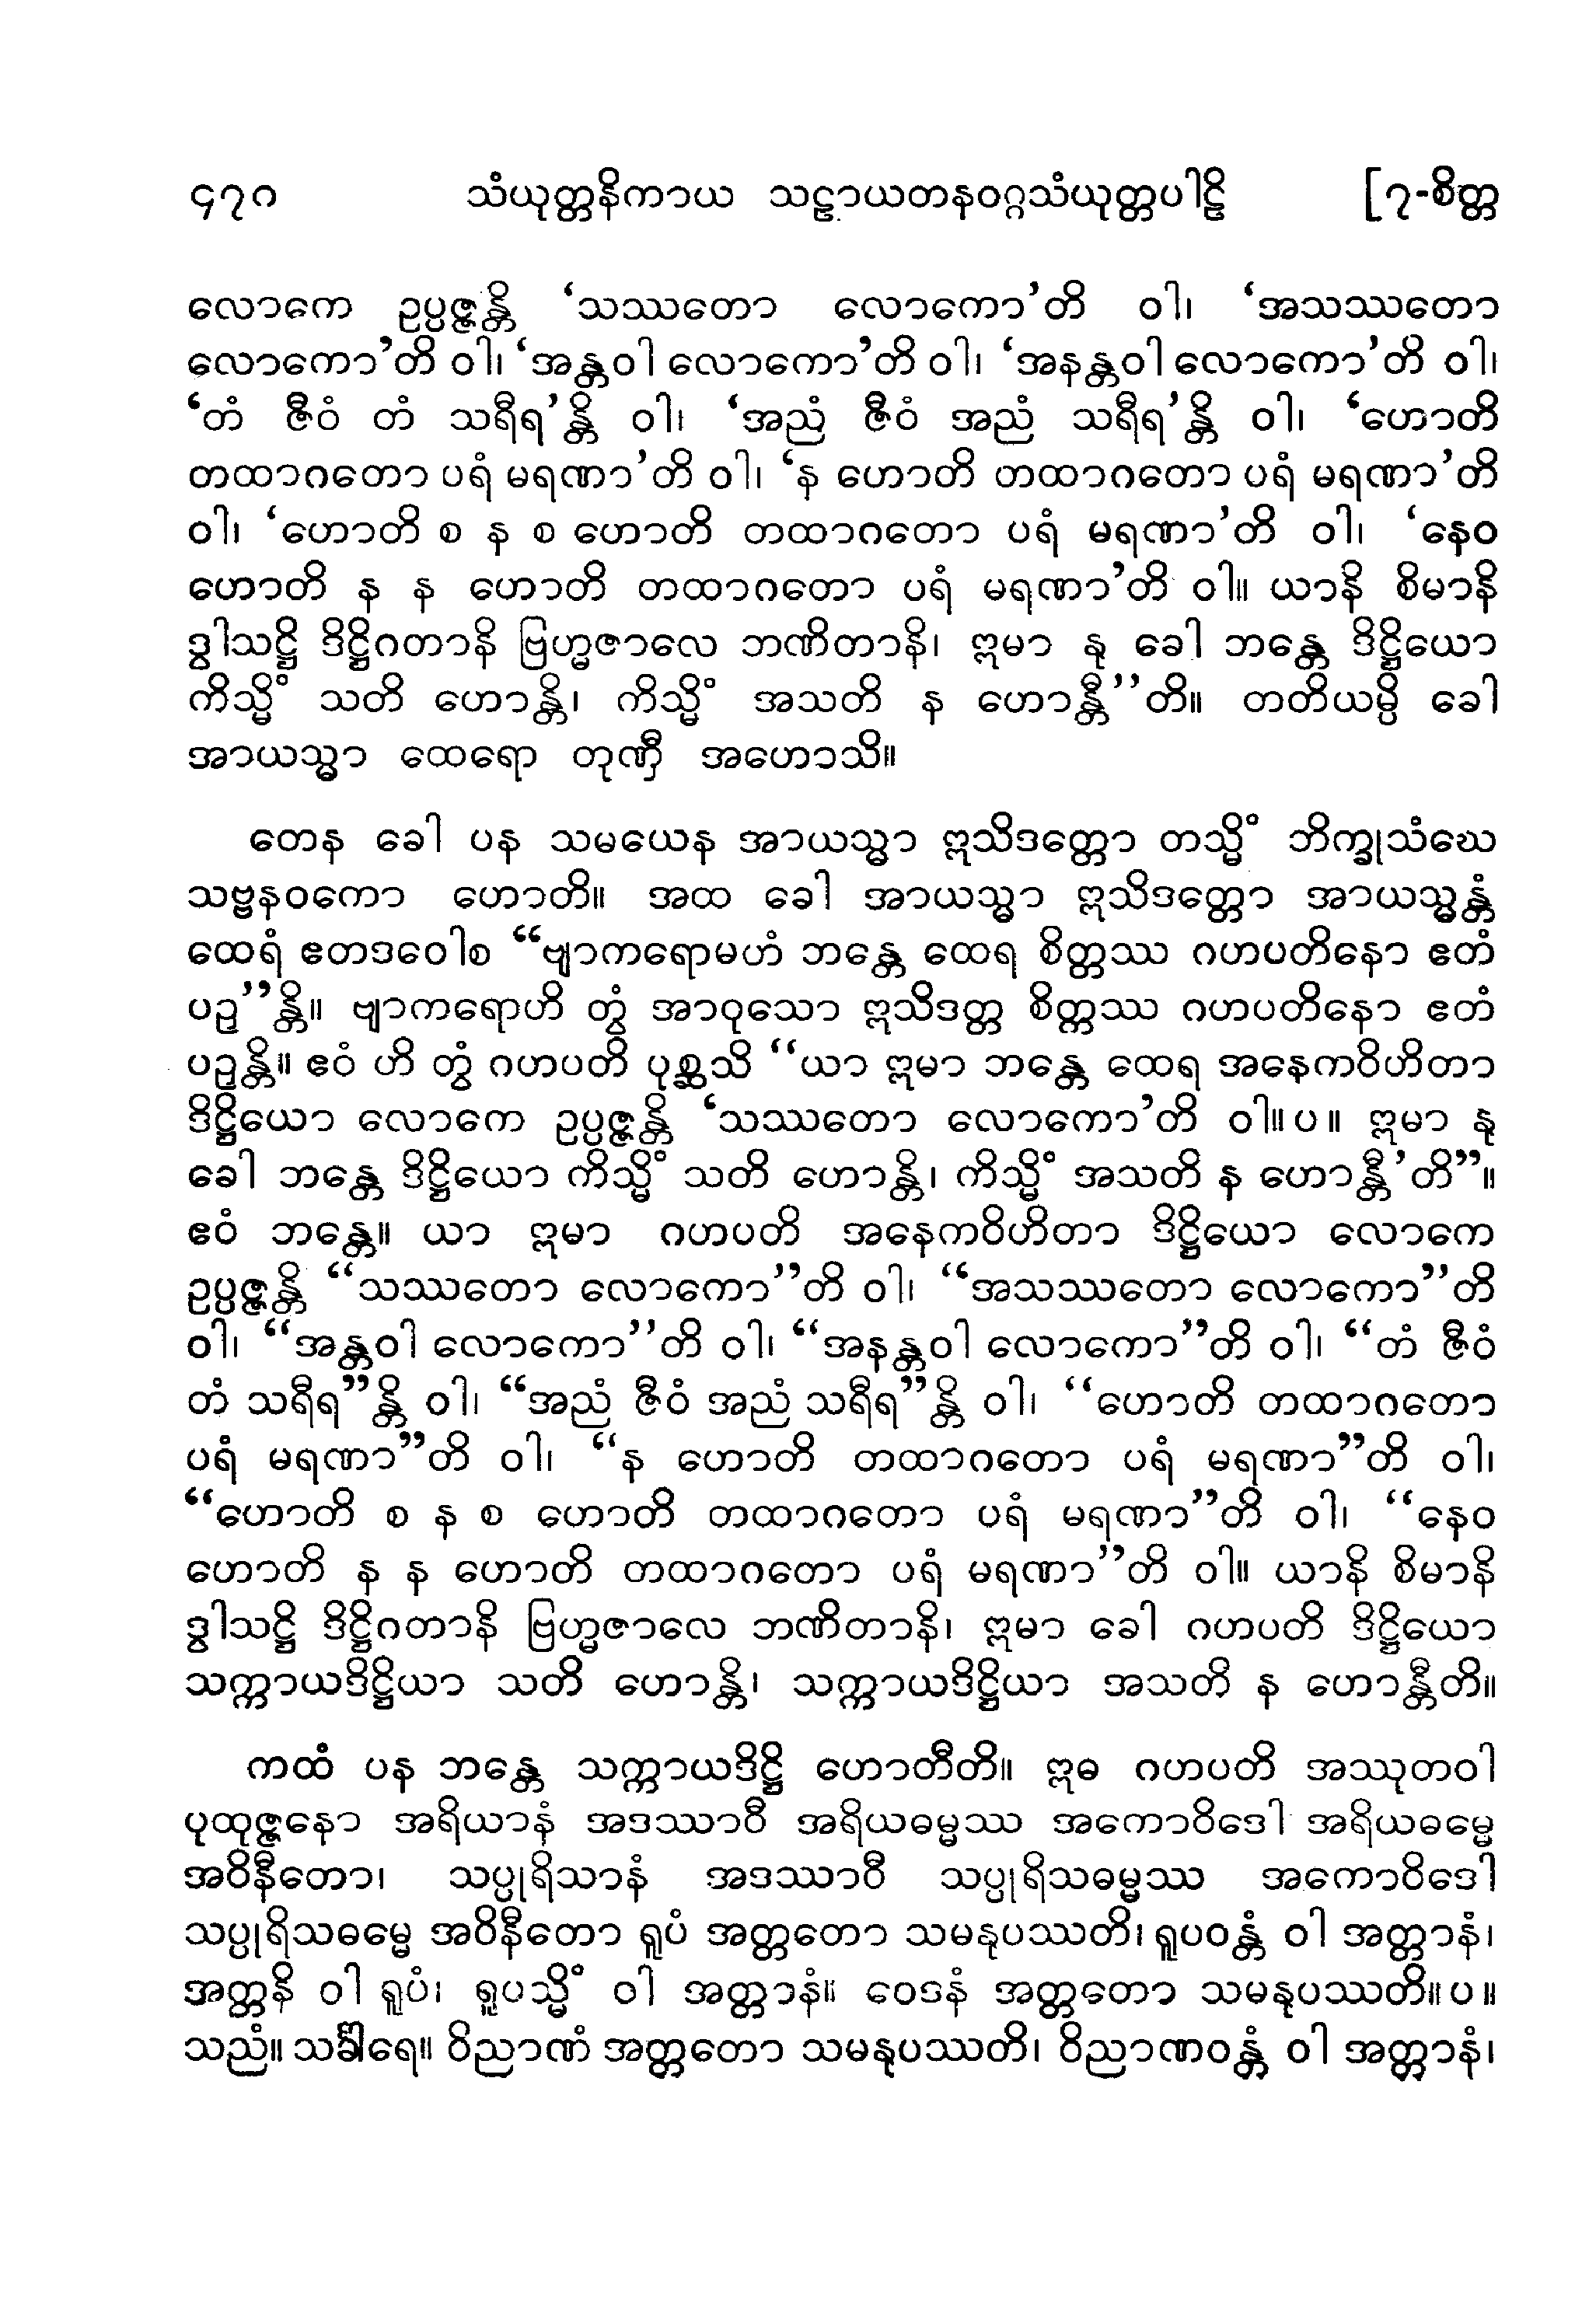 ၄၇၀ သံယုတ္တနိကာယ သဠာယတနဝဂ္ဂသံယုတ္တပါဠိ [၇-စိတ္တ
လောကေ ဥပ္ပဇ္ဇန္တိ ‘သဿတော လောကော’တိ ဝါ၊ ‘အသဿတော
လောကော’တိ ဝါ၊ ‘အန္တဝါ လောကော’တိ ဝါ၊ ‘အနန္တဝါ လောကော’တိ ဝါ၊
‘တံ ဇီဝံ တံ သရီရ’န္တိ ဝါ၊ ‘အညံ ဇီဝံ အညံ သရီရ’န္တိ ဝါ၊ ‘ဟောတိ
တထာဂတော ပရံ မရဏာ’တိ ဝါ၊ ‘န ဟောတိ တထာဂတော ပရံ မရဏာ’တိ
ဝါ၊ ‘ဟောတိ စ န စ ဟောတိ တထာဂတော ပရံ မရဏာ’တိ ဝါ၊ ‘နေဝ
ဟောတိ န န ဟောတိ တထာဂတော ပရံ မရဏာ’တိ ဝါ။ ယာနိ စိမာနိ
ဒွါသဋ္ဌိ ဒိဋ္ဌိဂတာနိ ဗြဟ္မဇာလေ ဘဏိတာနိ၊ ဣမာ နု ခေါ ဘန္တေ ဒိဋ္ဌိယော
ကိသ္မိံ သတိ ဟောန္တိ၊ ကိသ္မိံ အသတိ န ဟောန္တီ”တိ။ တတိယမ္ပိ ခေါ
အာယသ္မာ ထေရော တုဏှီ အဟောသိ။
တေန ခေါ ပန သမယေန အာယသ္မာ ဣသိဒတ္တော တသ္မိံ ဘိက္ခုသံဃေ
သဗ္ဗနဝကော ဟောတိ။ အထ ခေါ အာယသ္မာ ဣသိဒတ္တော အာယသ္မန္တံ
ထေရံ ဧတဒဝေါစ “ဗျာကရောမဟံ ဘန္တေ ထေရ စိတ္တဿ ဂဟပတိနော ဧတံ
ပဉှ”န္တိ။ ဗျာကရောဟိ တွံ အာဝုသော ဣသိဒတ္တ စိတ္တဿ ဂဟပတိနော ဧတံ
ပဉှန္တိ။ ဧဝံ ဟိ တွံ ဂဟပတိ ပုစ္ဆသိ “ယာ ဣမာ ဘန္တေ ထေရ အနေကဝိဟိတာ
ဒိဋ္ဌိယော လောကေ ဥပ္ပဇ္ဇန္တိ ‘သဿတော လောကော’တိ ဝါ။ပ။ ဣမာ နု
ခေါ ဘန္တေ ဒိဋ္ဌိယော ကိသ္မိံ သတိ ဟောန္တိ၊ ကိသ္မိံ အသတိ န ဟောန္တီ’တိ”။
ဧဝံ ဘန္တေ။ ယာ ဣမာ ဂဟပတိ အနေကဝိဟိတာ ဒိဋ္ဌိယော လောကေ
ဥပ္ပဇ္ဇန္တိ “သဿတော လောကော”တိ ဝါ၊ “အသဿတော လောကော”တိ
ဝါ၊ “အန္တဝါ လောကော”တိ ဝါ၊ “အနန္တဝါ လောကော”တိ ဝါ၊ “တံ ဇီဝံ
တံ သရီရ”န္တိ ဝါ၊ “အညံ ဇီဝံ အညံ သရီရ”န္တိ ဝါ၊ “ဟောတိ တထာဂတော
ပရံ မရဏာ”တိ ဝါ၊ “န ဟောတိ တထာဂတော ပရံ မရဏာ”တိ ဝါ၊
“ဟောတိ စ န စ ဟောတိ တထာဂတော ပရံ မရဏာ”တိ ဝါ၊ “နေဝ
ဟောတိ န န ဟောတိ တထာဂတော ပရံ မရဏာ”တိ ဝါ။ ယာနိ စိမာနိ
ဒွါသဋ္ဌိ ဒိဋ္ဌိဂတာနိ ဗြဟ္မဇာလေ ဘဏိတာနိ၊ ဣမာ ခေါ ဂဟပတိ ဒိဋ္ဌိယော
သက္ကာယဒိဋ္ဌိယာ သတိ ဟောန္တိ၊ သက္ကာယဒိဋ္ဌိယာ အသတိ န ဟောန္တီတိ။
ကထံ ပန ဘန္တေ သက္ကာယဒိဋ္ဌိ ဟောတီတိ။ ဣဓ ဂဟပတိ အဿုတဝါ
ပုထုဇ္ဇနော အရိယာနံ အဒဿာဝီ အရိယဓမ္မဿ အကောဝိဒေါ အရိယဓမ္မေ
အဝိနီတော၊ သပ္ပုရိသာနံ အဒဿာဝီ သပ္ပုရိသဓမ္မဿ အကောဝိဒေါ
သပ္ပုရိသဓမ္မေ အဝိနီတော ရူပံ အတ္တတော သမနုပဿတိ၊ ရူပဝန္တံ ဝါ အတ္တာနံ၊
အတ္တနိ ဝါ ရူပံ၊ ရူပသ္မိံ ဝါ အတ္တာနံ။ ဝေဒနံ အတ္တတော သမနုပဿတိ။ပ။
သညံ။ သင်္ခါရေ။ ဝိညာဏံ အတ္တတော သမနုပဿတိ၊ ဝိညာဏဝန္တံ ဝါ အတ္တာနံ၊